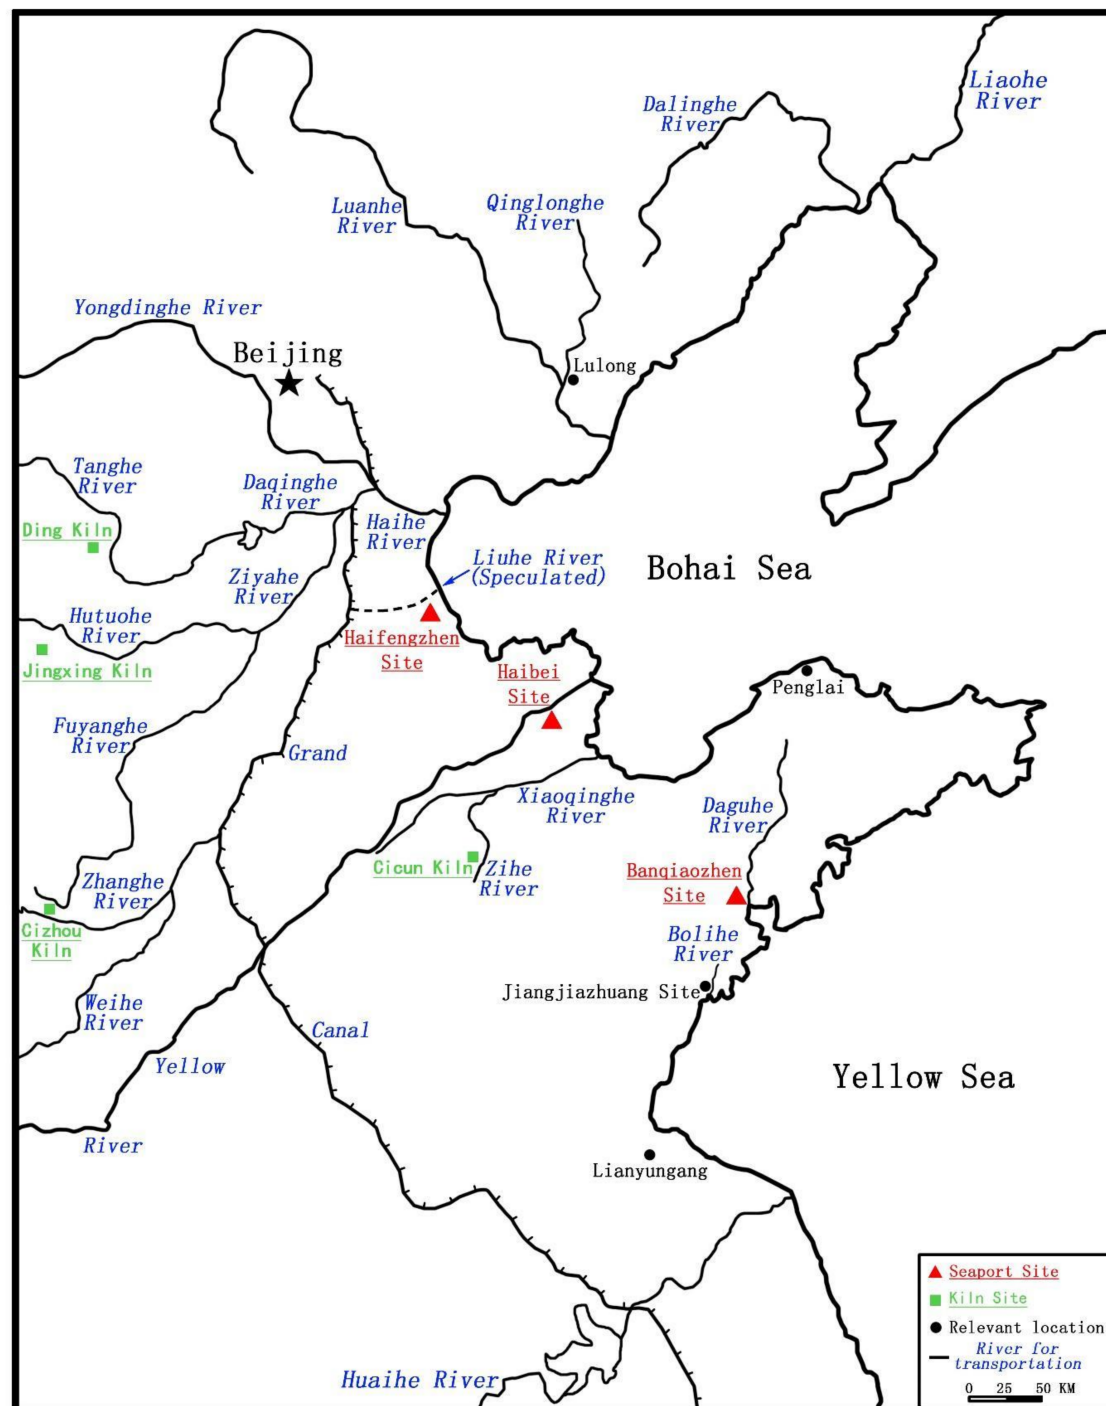 Liaohe
River
Dalinghe
River
Luanhe
River
Qinglonghe
River
Yongdinghe River
Beijing
Lulong
Tanghe
River
Daqinghe
River
Ding Kiln
Haihe
River
Liuhe River
(Speculated)
Bohai Sea
Ziyahe
River
Hutuohe
River
Haifengzhen
Site
Jingxing Kiln
Haibei
Site
Penglai
Fuyanghe
River
Grand
Xiaoqinghe
River
Daguhe
River
Cicun Kiln
Zihe
River
Banqiaozhen
Site
Zhanghe
River
Cizhou
Kiln
Bolihe
River
Jiangjiazhuang Site
Weihe
River
Canal
Yellow
Yellow Sea
River
Lianyungang
Huaihe River
Seaport Site
Kiln Site
Relevant location
River for
transportation
0 25 50 KM